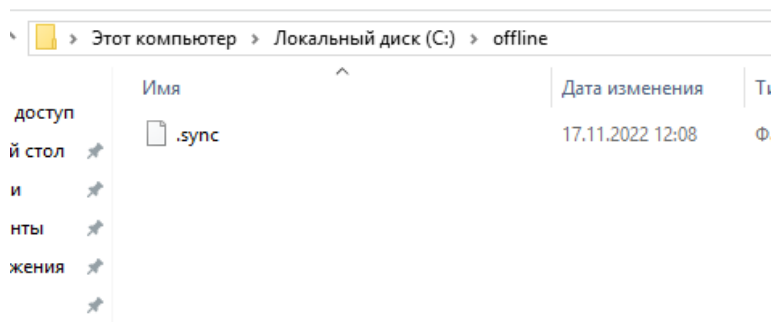 Этот компьютер > Локальный диск (C:) > offline
Имя
Дата изменения
доступ
.sync
17.11.2022 12:08
й стол
и
нты
жения